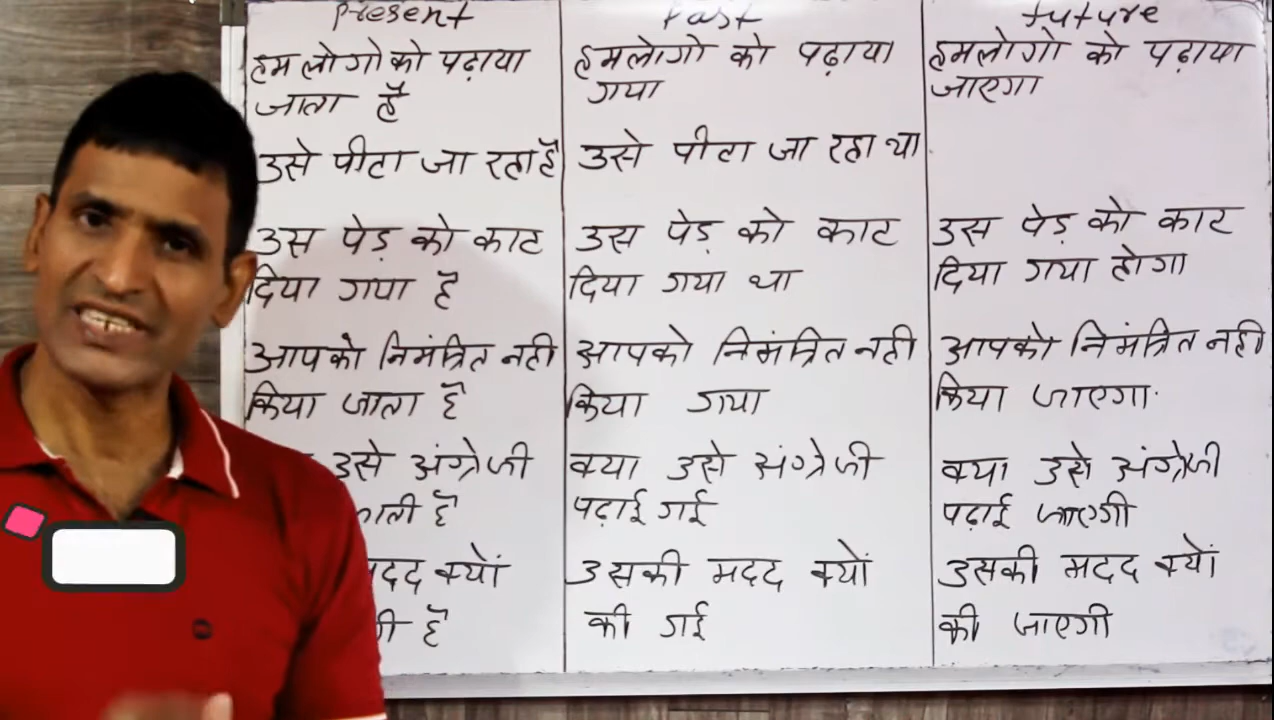 Present
हमलोगो को पढ़ाया
जाता है
उसे पीटा जा रहा है
उस पेड़ को काट
दिया गया है
आपको निमंत्रित नही
किया जाता है
उसे अंग्रेजी
है
मदद क्यों
है
Past
हमलोगो को पढ़ाया
गया
उसे पीटा जा रहा था
उस पेड़ को काट
दिया गया था
आपको निमंत्रित नही
किया गया
क्या उसे अंग्रेजी
पढ़ाई गई
उसकी मदद क्यों
की गई
future
हमलोगो को पढ़ाया
जाएगा
उस पेड़ को काट
दिया गया होगा
आपको निमंत्रित नही
किया जाएगा
क्या उसे अंग्रेजी
पढ़ाई जाएगी
उसकी मदद क्यों
की जाएगी